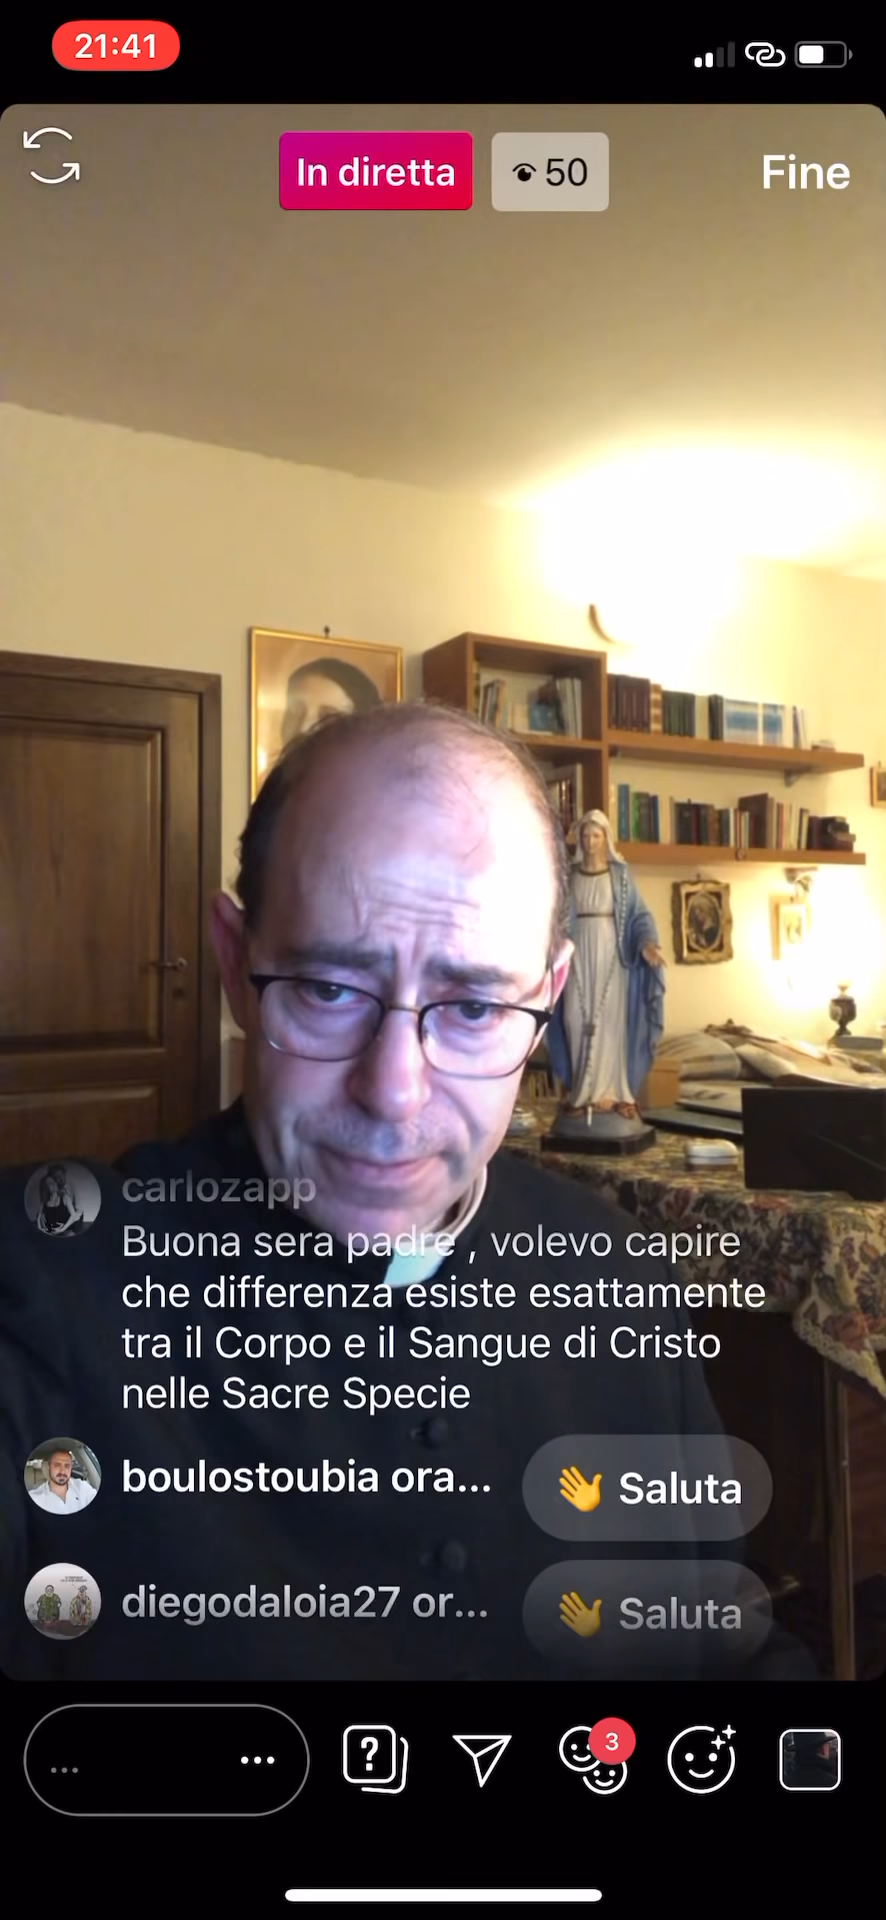 21:41
In diretta
50
Fine
carlozapp
Buona sera padre , volevo capire
che differenza esiste esattamente
tra il Corpo e il Sangue di Cristo
nelle Sacre Specie
boulostoubia ora...
👋 Saluta
diegodaloia27 or...
👋 Saluta
...
3